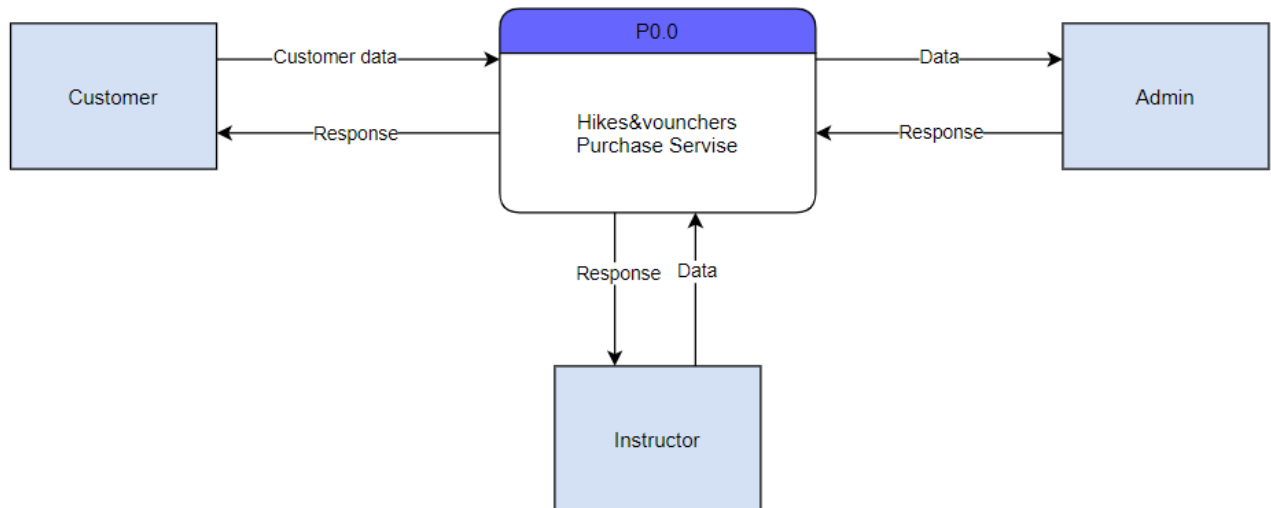 P0.0
Customer data
Data
Customer
Admin
Hikes&vounchers
Purchase Servise
Response
Response
Response
Data
Instructor